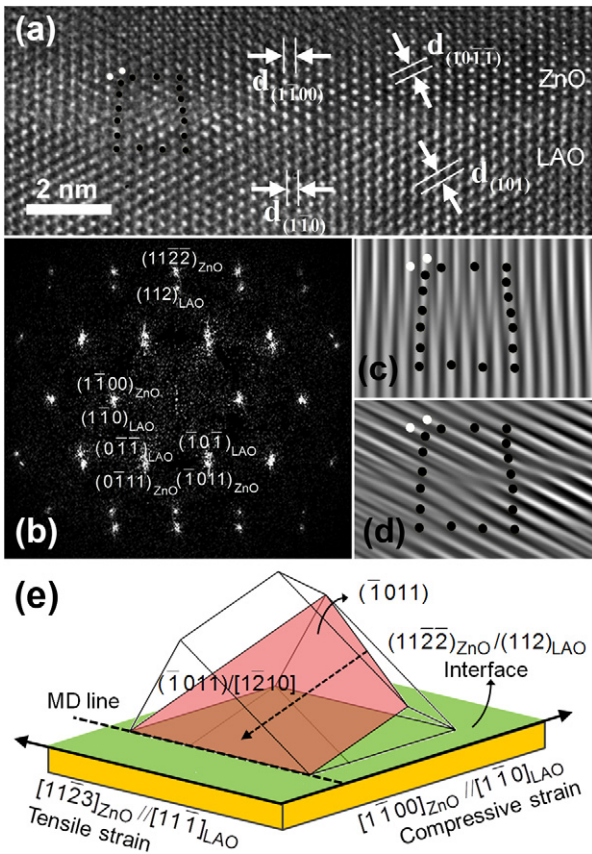 (a)
d(11̄00)
d(101̄1̄)
ZnO
LAO
2 nm
d(11̄0)
d(101)
(b)
(112̄2̄)ZnO
(112)LAO
(11̄00)ZnO
(11̄0)LAO
(01̄1̄)LAO
(1̄01̄)LAO
(01̄11)ZnO
(1̄011)ZnO
(c)
(d)
(e)
(1̄011)
(112̄2̄)ZnO/(112)LAO
Interface
(1̄011)/[12̄10]
MD line
[112̄3]ZnO//[111̄]LAO
Tensile strain
[11̄00]ZnO//[11̄0]LAO
Compressive strain